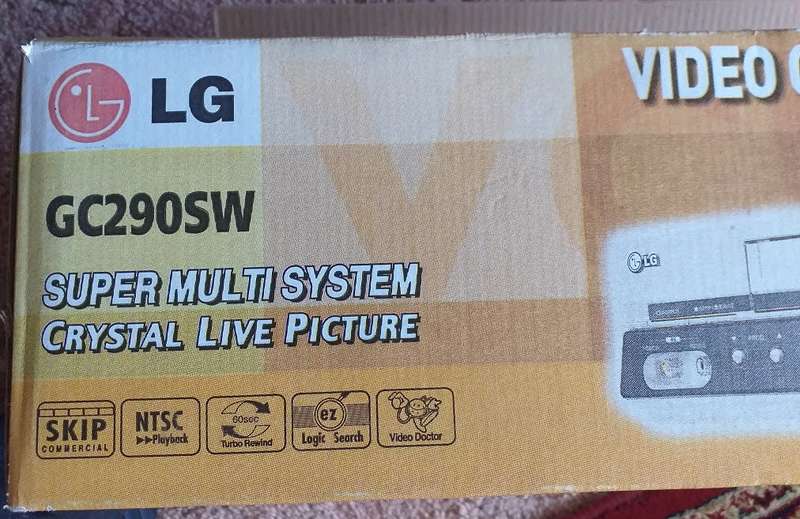 LG
VIDEO
GC290SW
SUPER MULTI SYSTEM
CRYSTAL LIVE PICTURE
LG
SKIP
COMMERCIAL
NTSC
▶▶Playback
60sec
Turbo Rewind
ez
Logic Search
Video Doctor